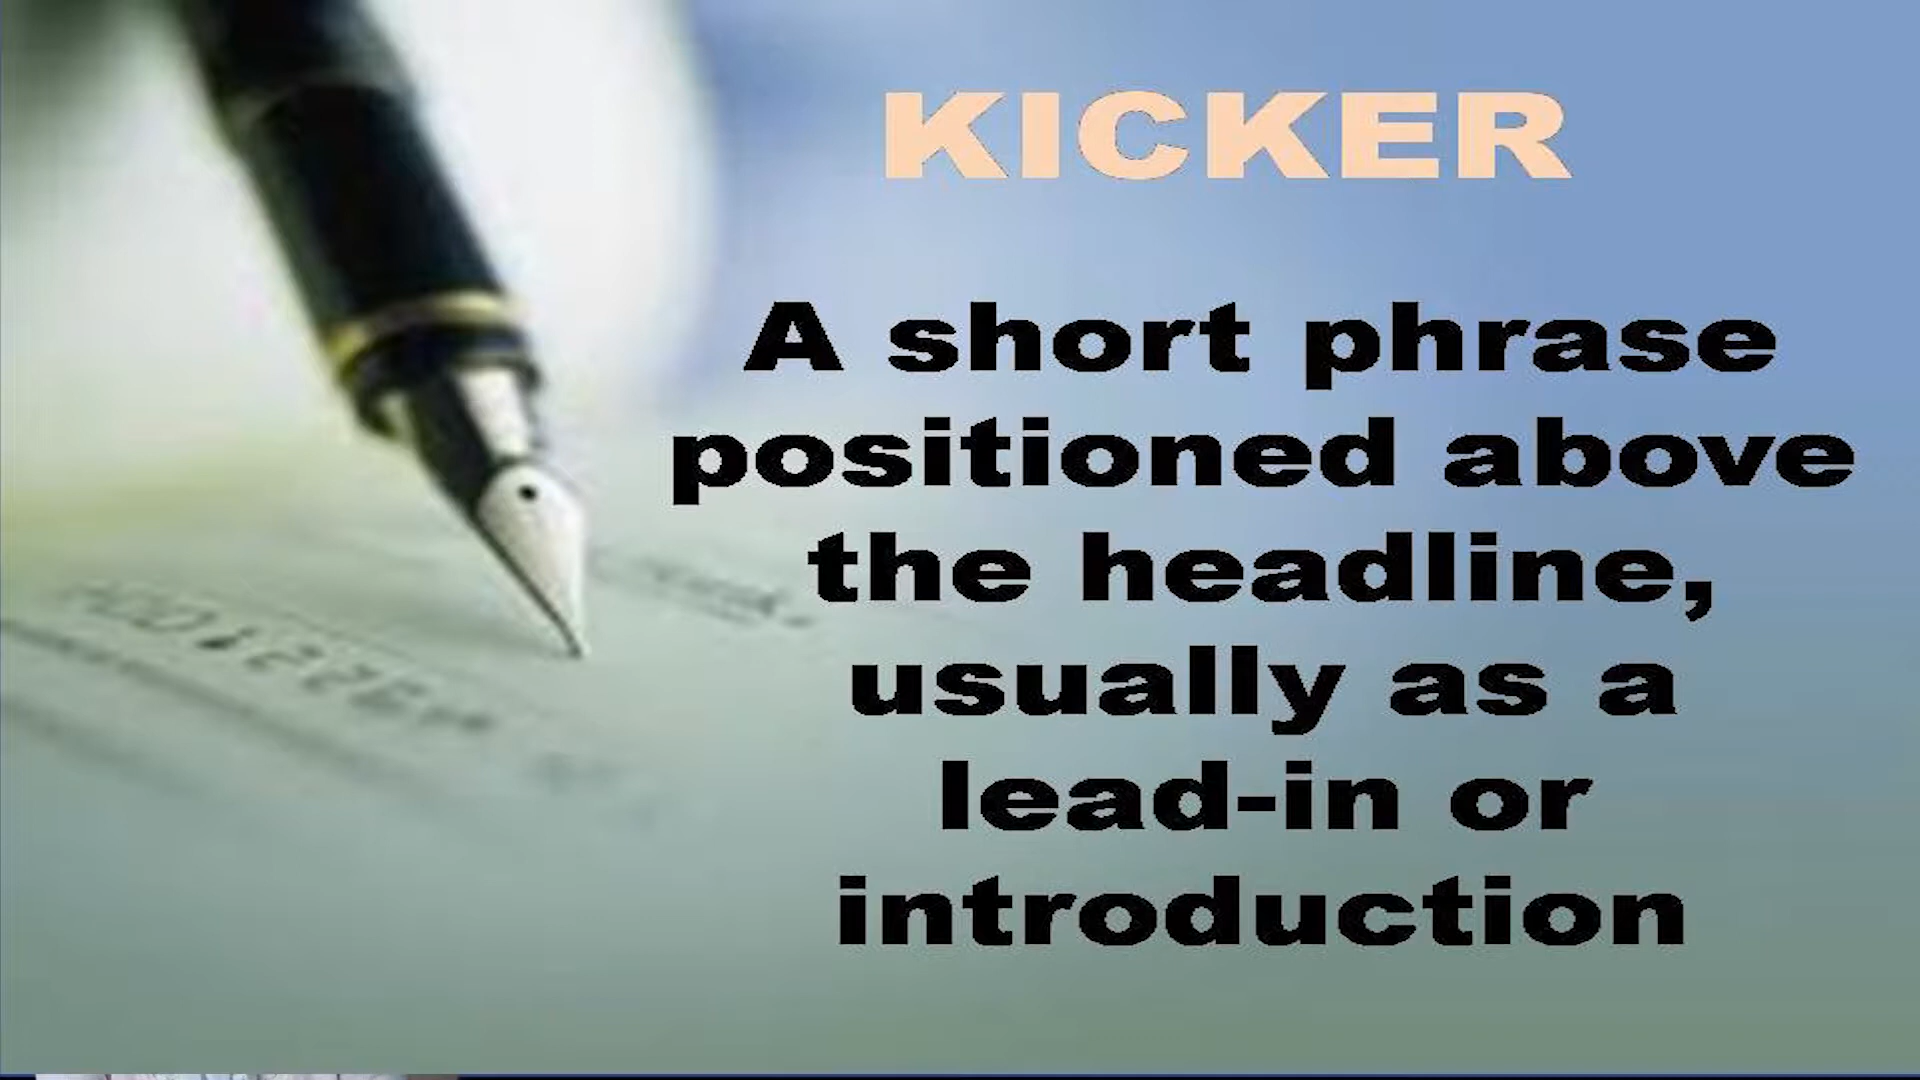 KICKER
A short phrase
positioned above
the headline,
usually as a
lead-in or
introduction